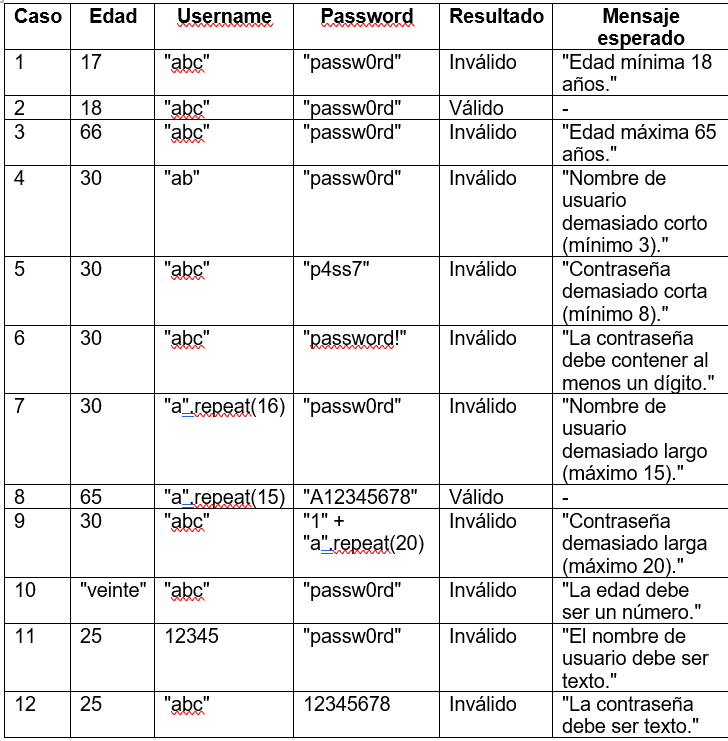 Caso Edad Username Password Resultado Mensaje
esperado
1 17 "abc" "passw0rd" Inválido "Edad mínima 18
años."
2 18 "abc" "passw0rd" Válido -
3 66 "abc" "passw0rd" Inválido "Edad máxima 65
años."
4 30 "ab" "passw0rd" Inválido "Nombre de
usuario
demasiado corto
(mínimo 3)."
5 30 "abc" "p4ss7" Inválido "Contraseña
demasiado corta
(mínimo 8)."
6 30 "abc" "password!" Inválido "La contraseña
debe contener al
menos un dígito."
7 30 "a".repeat(16) "passw0rd" Inválido "Nombre de
usuario
demasiado largo
(máximo 15)."
8 65 "a".repeat(15) "A12345678" Válido -
9 30 "abc" "1" + Inválido "Contraseña
"a".repeat(20) demasiado larga
(máximo 20)."
10 "veinte" "abc" "passw0rd" Inválido "La edad debe
ser un número."
11 25 12345 "passw0rd" Inválido "El nombre de
usuario debe ser
texto."
12 25 "abc" 12345678 Inválido "La contraseña
debe ser texto."